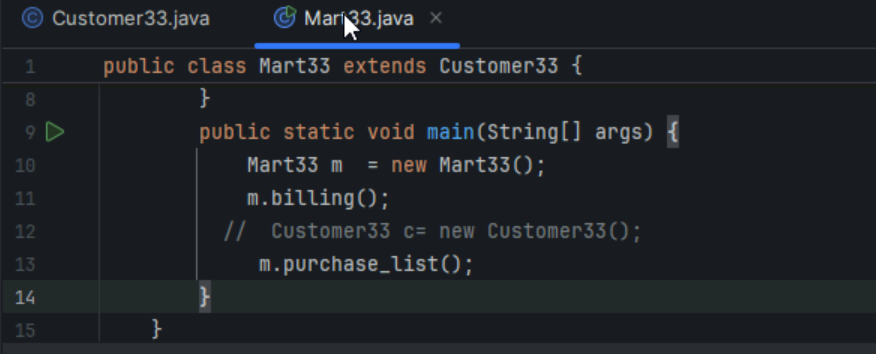 Customer33.java Mart33.java ×
1 public class Mart33 extends Customer33 {
8 }
9 public static void main(String[] args) {
10 Mart33 m  = new Mart33();
11 m.billing();
12 //  Customer33 c= new Customer33();
13 m.purchase_list();
14 }
15 }